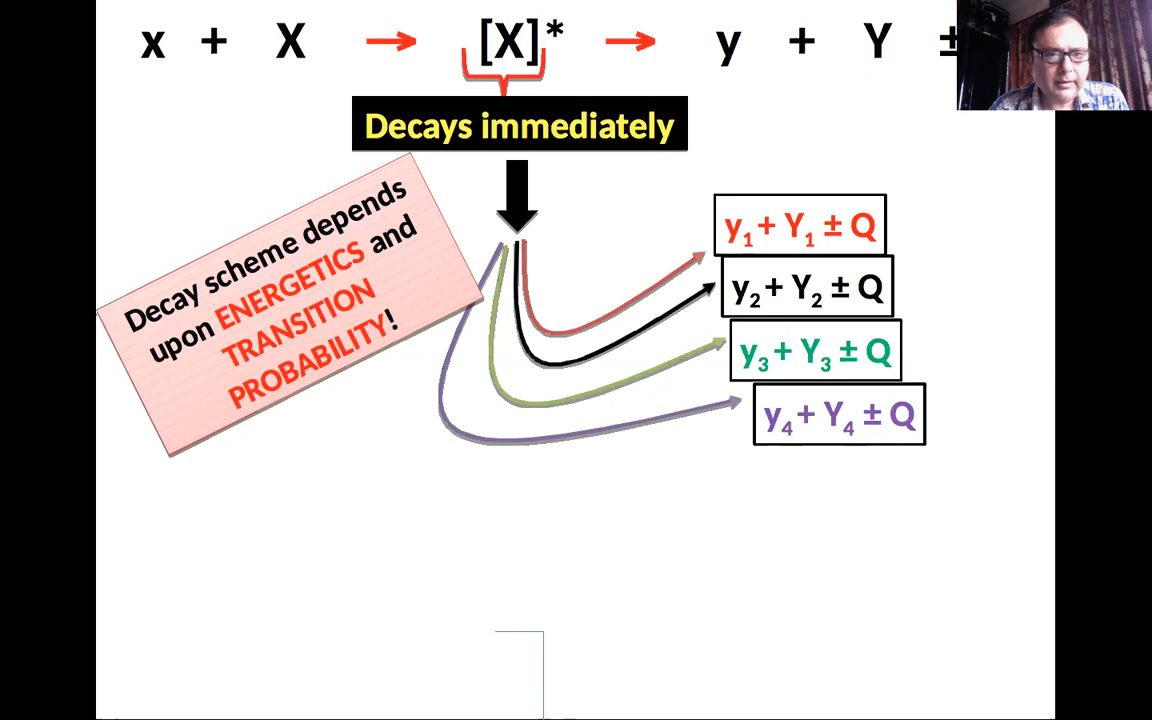 x + X → [X]* → y + Y ±
Decays immediately
Decay scheme depends
upon ENERGETICS and
TRANSITION
PROBABILITY!
y₁ + Y₁ ± Q
y₂ + Y₂ ± Q
y₃ + Y₃ ± Q
y₄ + Y₄ ± Q